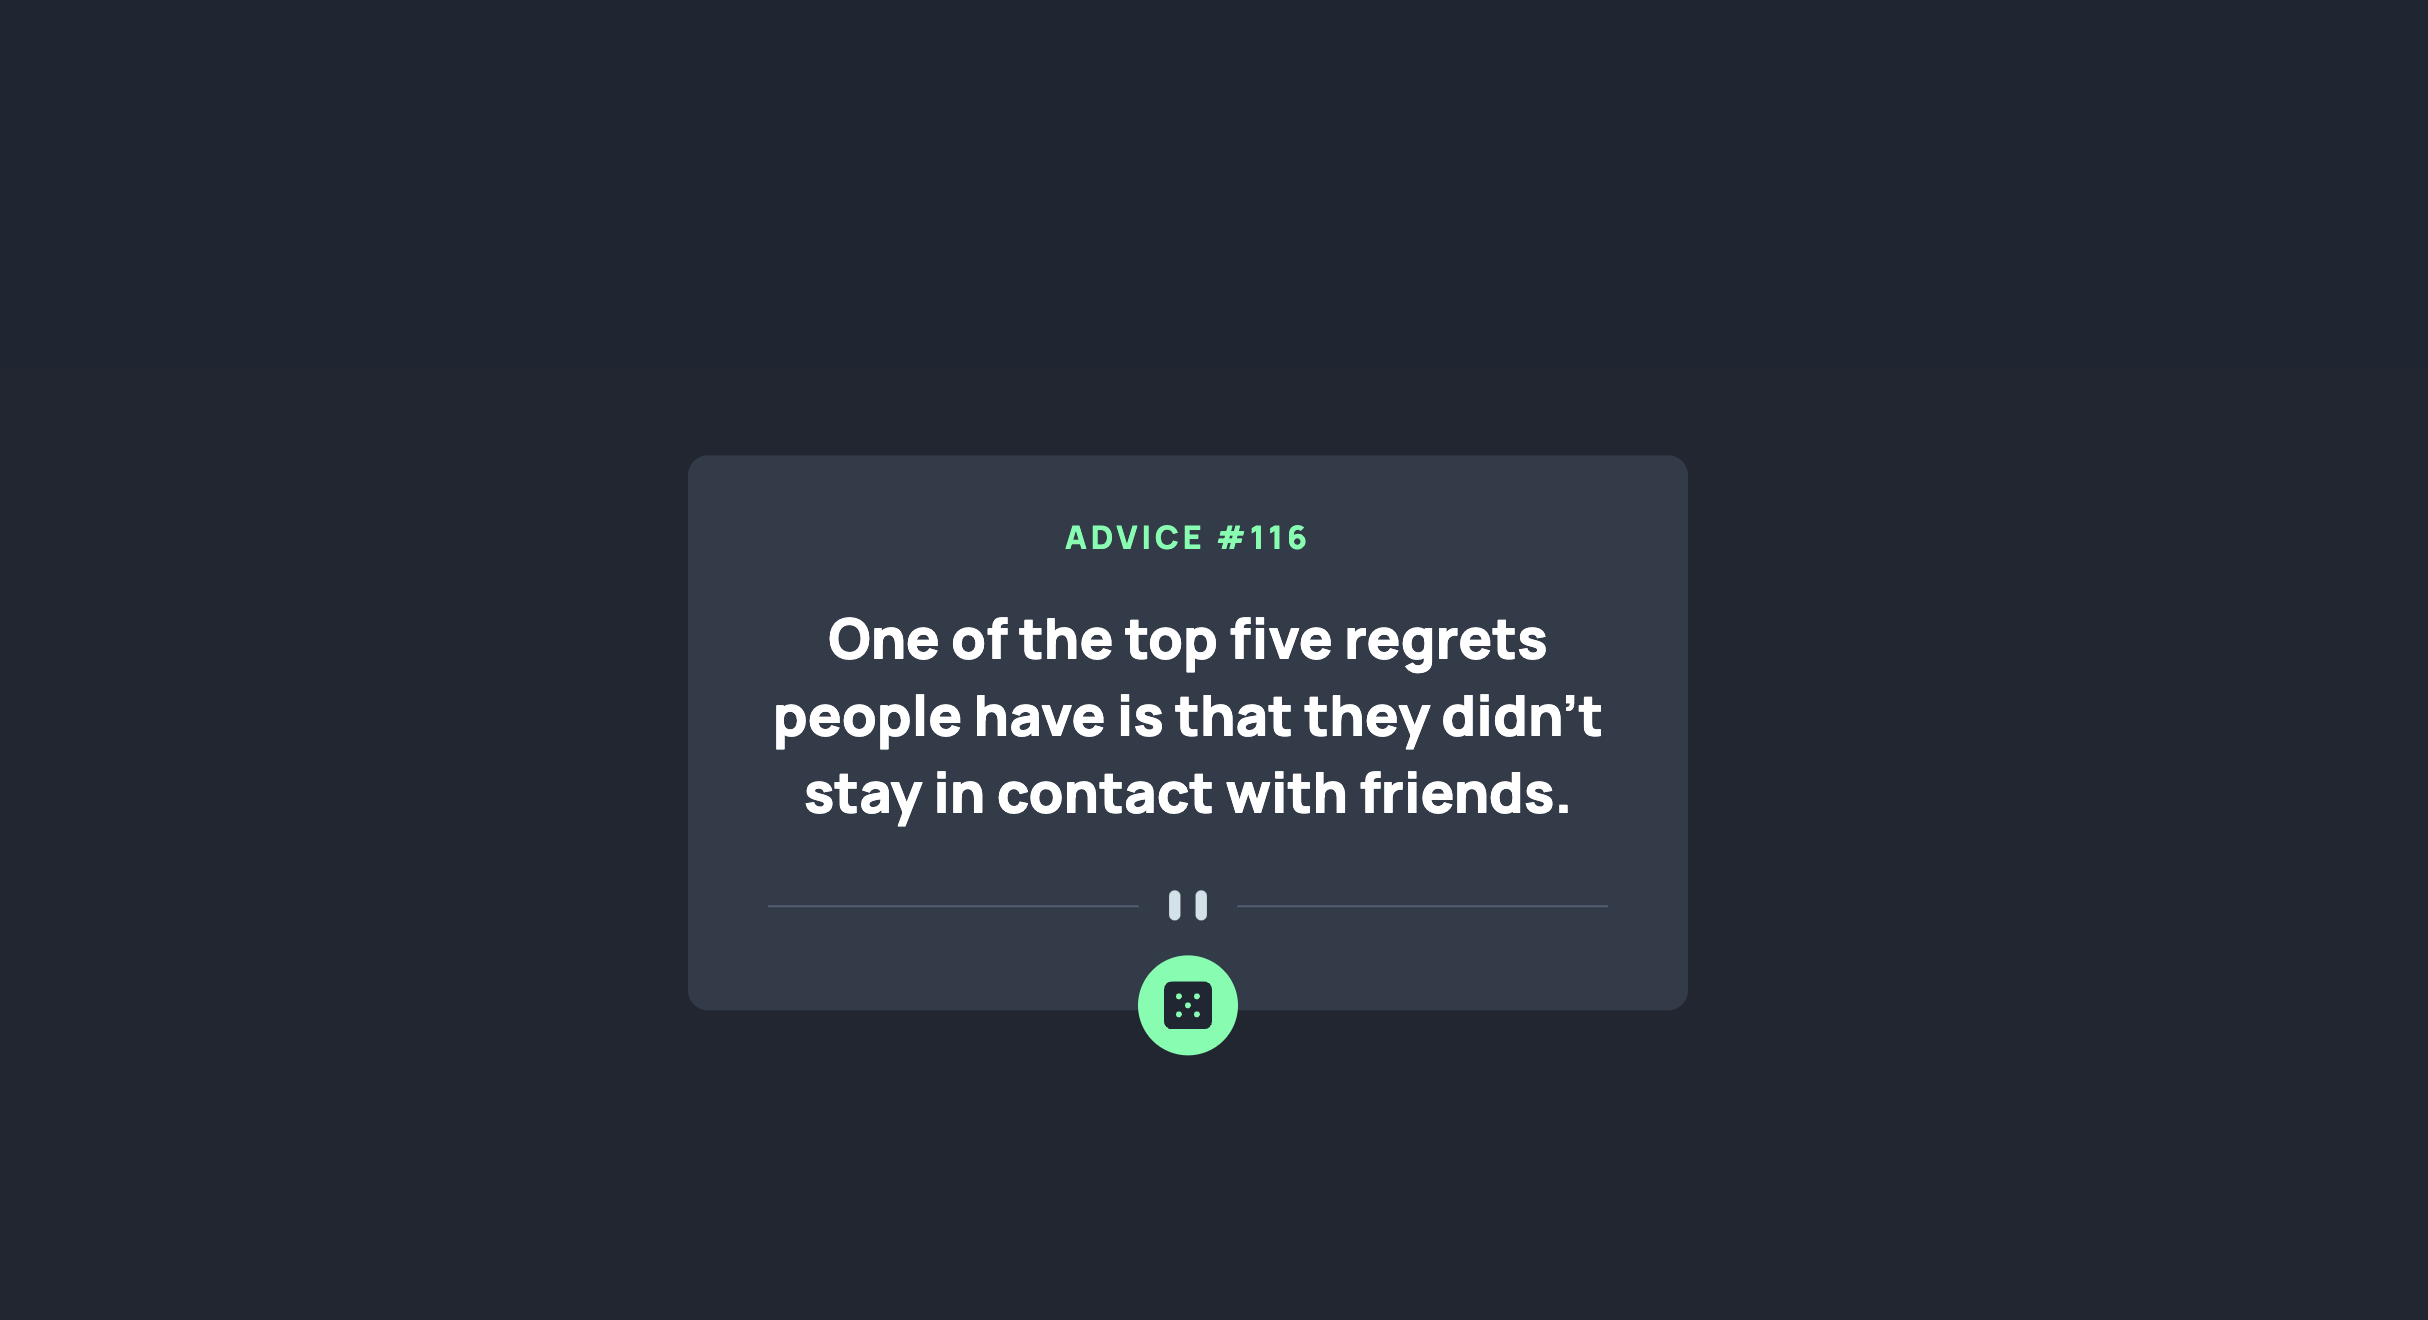 ADVICE #116
One of the top five regrets
people have is that they didn't
stay in contact with friends.